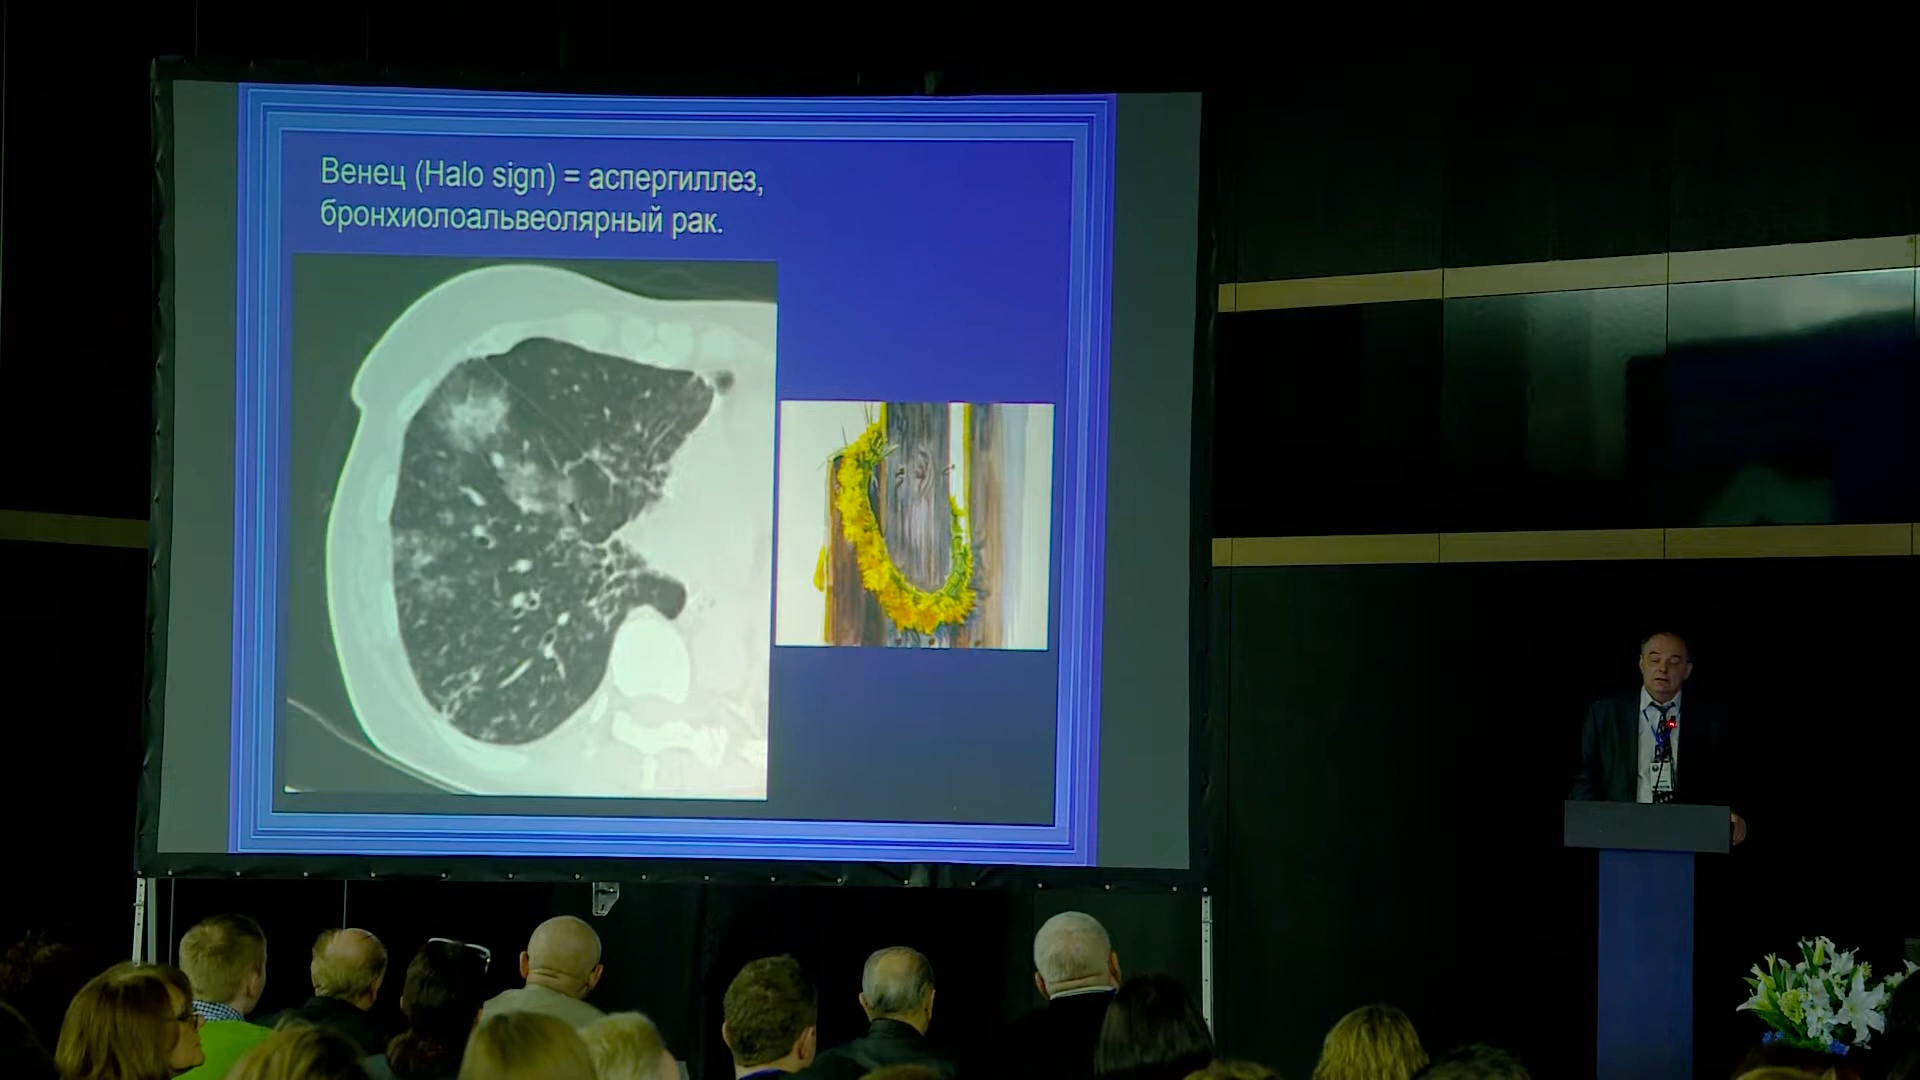 Венец (Halo sign) = аспергиллез,
бронхиолоальвеолярный рак.